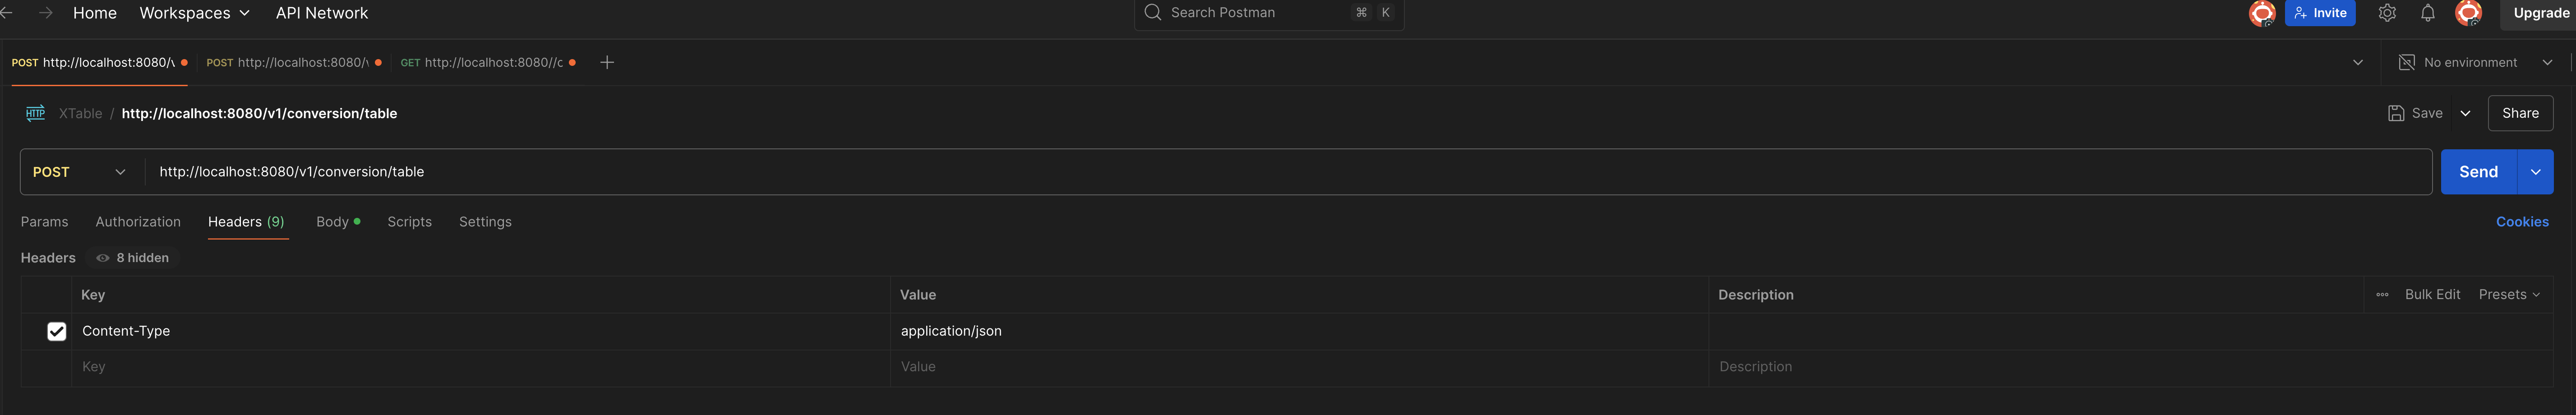 Home Workspaces API Network Search Postman ⌘ K Invite Upgrade
POST http://localhost:8080/v POST http://localhost:8080/v GET http://localhost:8080//c No environment
HTTP XTable / http://localhost:8080/v1/conversion/table Save Share
POST http://localhost:8080/v1/conversion/table Send
Params Authorization Headers (9) Body Scripts Settings Cookies
Headers 8 hidden
Key Value Description Bulk Edit Presets
Content-Type application/json
Key Value Description